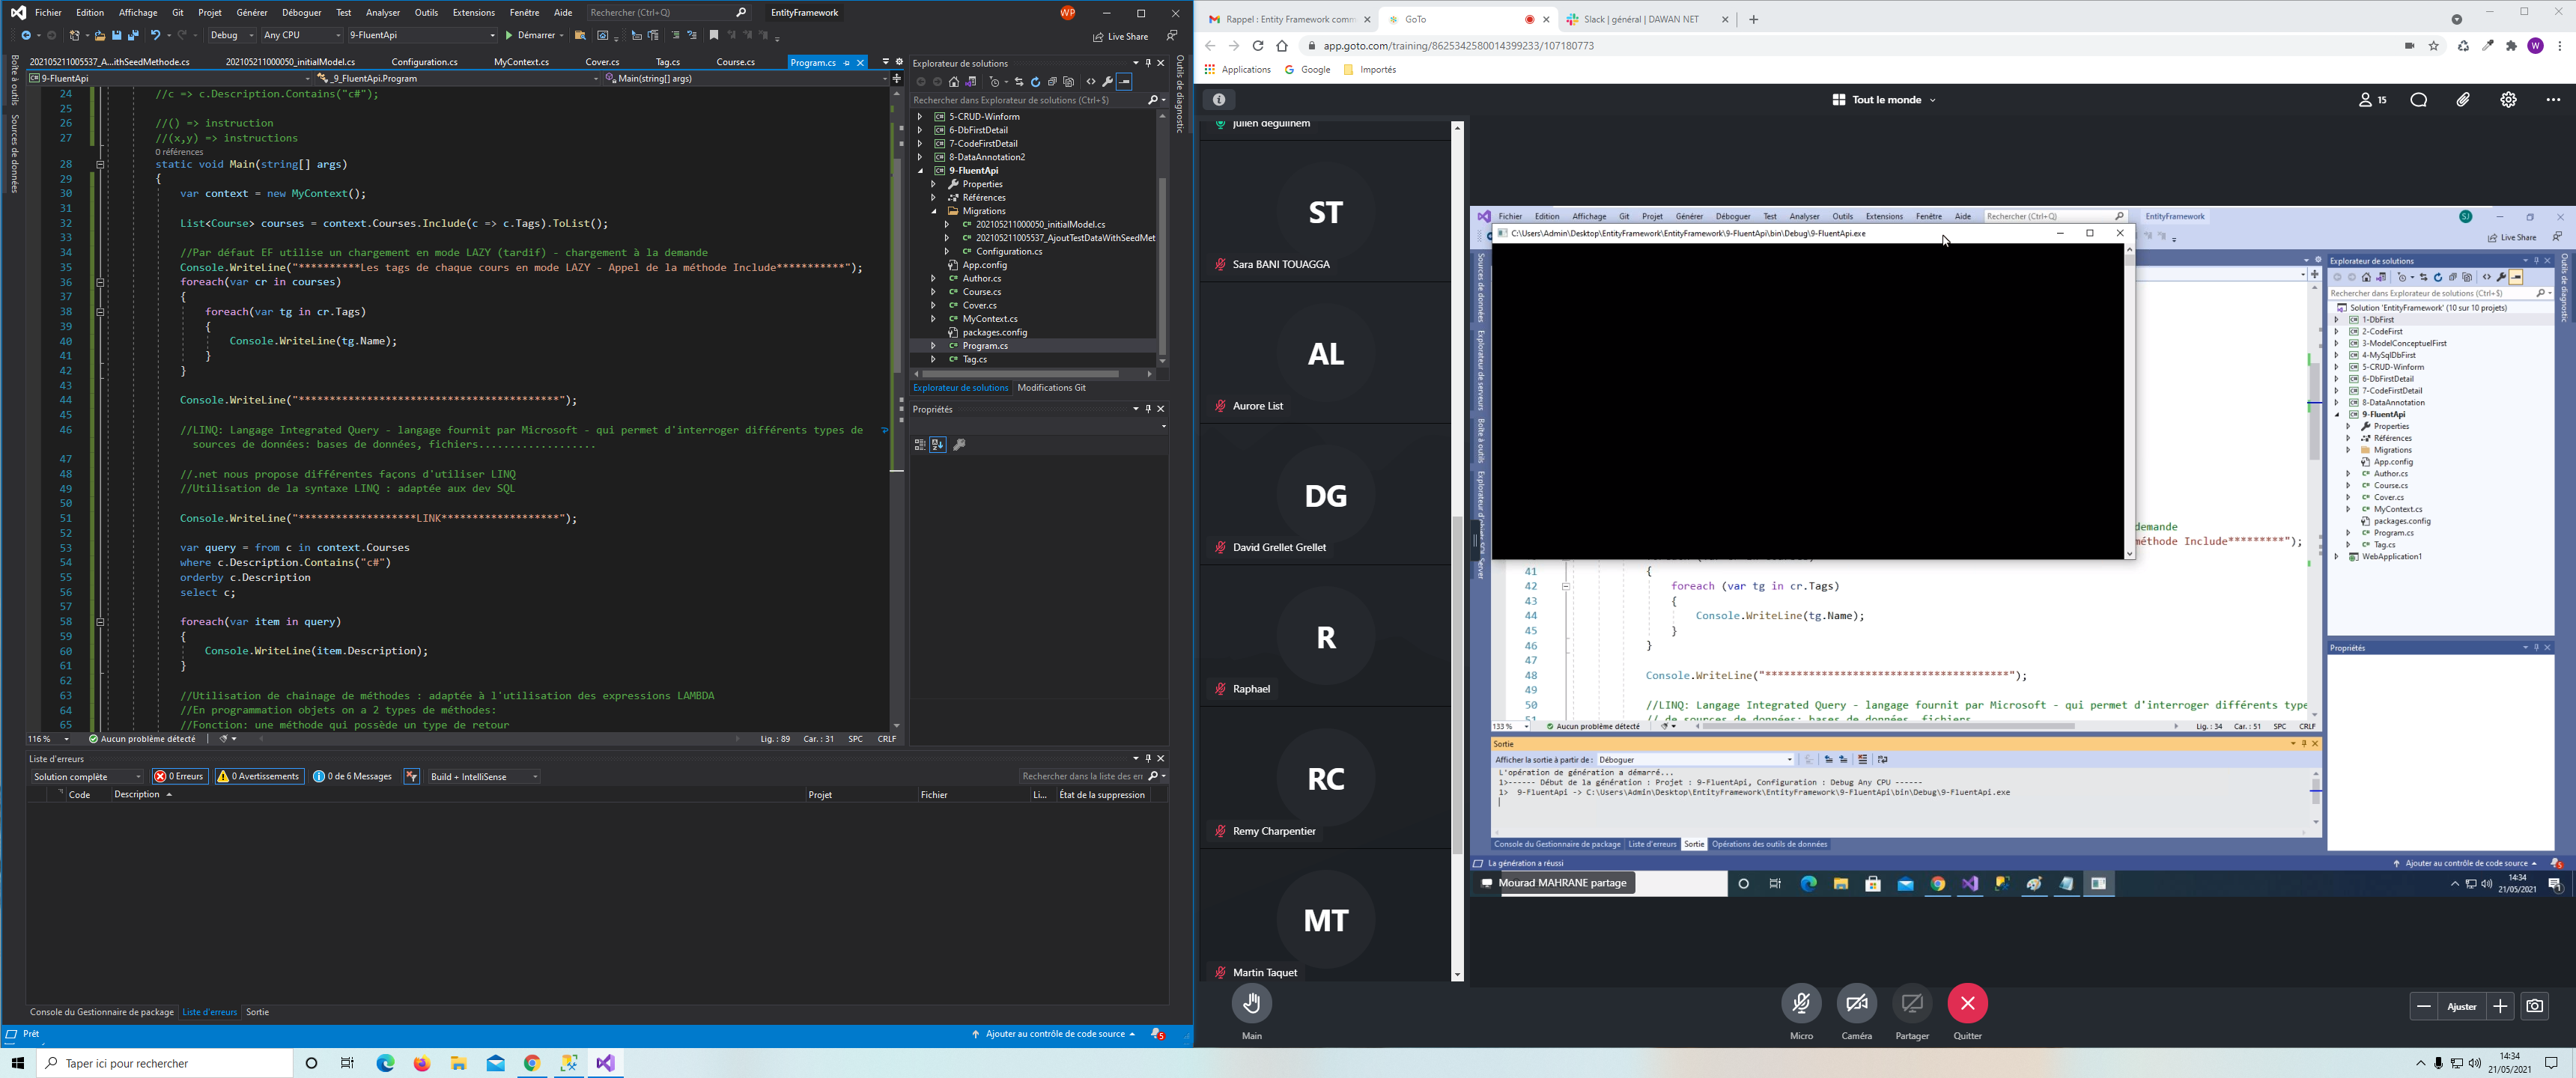 Fichier Edition Affichage Git Projet Générer Déboguer Test Analyser Outils Extensions Fenêtre Aide Rechercher (Ctrl+Q) EntityFramework WP
Debug Any CPU 9-FluentApi Démarrer Live Share
202105211005537_A...ithSeedMethode.cs 202105211000050_initialModel.cs Configuration.cs MyContext.cs Cover.cs Tag.cs Course.cs Program.cs
9-FluentApi _9_FluentApi.Program Main(string[] args)
Boîte à outils
Sources de données
24 //c => c.Description.Contains("c#");
25
26 //() => instruction
27 //(x,y) => instructions
0 références
28 static void Main(string[] args)
29 {
30 var context = new MyContext();
31
32 List<Course> courses = context.Courses.Include(c => c.Tags).ToList();
33
34 //Par défaut EF utilise un chargement en mode LAZY (tardif) - chargement à la demande
35 Console.WriteLine("**********Les tags de chaque cours en mode LAZY - Appel de la méthode Include***********");
36 foreach(var cr in courses)
37 {
38 foreach(var tg in cr.Tags)
39 {
40 Console.WriteLine(tg.Name);
41 }
42 }
43
44 Console.WriteLine("******************************************");
45
46 //LINQ: Langage Integrated Query - langage fournit par Microsoft - qui permet d'interroger différents types de
sources de données: bases de données, fichiers...................
47
48 //.net nous propose différentes façons d'utiliser LINQ
49 //Utilisation de la syntaxe LINQ : adaptée aux dev SQL
50
51 Console.WriteLine("*******************LINK*******************");
52
53 var query = from c in context.Courses
54 where c.Description.Contains("c#")
55 orderby c.Description
56 select c;
57
58 foreach(var item in query)
59 {
60 Console.WriteLine(item.Description);
61 }
62
63 //Utilisation de chainage de méthodes : adaptée à l'utilisation des expressions LAMBDA
64 //En programmation objets on a 2 types de méthodes:
65 //Fonction: une méthode qui possède un type de retour
116 % Aucun problème détecté Lig. : 89 Car. : 31 SPC CRLF
Explorateur de solutions
Rechercher dans Explorateur de solutions (Ctrl+$)
5-CRUD-Winform
6-DbFirstDetail
7-CodeFirstDetail
8-DataAnnotation2
9-FluentApi
Properties
Références
Migrations
202105211000050_initialModel.cs
202105211005537_AjoutTestDataWithSeedMet
Configuration.cs
App.config
Author.cs
Course.cs
Cover.cs
MyContext.cs
packages.config
Program.cs
Tag.cs
Explorateur de solutions Modifications Git
Propriétés
Outils de diagnostic
Liste d'erreurs
Solution complète 0 Erreurs 0 Avertissements 0 de 6 Messages Build + IntelliSense Rechercher dans la liste des err
Code Description Projet Fichier Li... État de la suppression
Console du Gestionnaire de package Liste d'erreurs Sortie
Prêt Ajouter au contrôle de code source 5
Taper ici pour rechercher
Rappel : Entity Framework comm GoTo Slack | général | DAWAN NET
app.goto.com/training/8625342580014399233/107180773 W
Applications Google Importés
Tout le monde 15
julien deguilhem
ST
Sara BANI TOUAGGA
AL
Aurore List
DG
David Grellet Grellet
R
Raphael
RC
Remy Charpentier
MT
Martin Taquet
Fichier Edition Affichage Git Projet Générer Déboguer Test Analyser Outils Extensions Fenêtre Aide Rechercher (Ctrl+Q) EntityFramework SJ
C:\Users\Admin\Desktop\EntityFramework\EntityFramework\9-FluentApi\bin\Debug\9-FluentApi.exe
Live Share
Sources de données
Explorateur de serveurs
Boîte à outils
Server
demande
méthode Include*********");
41 {
42 foreach (var tg in cr.Tags)
43 {
44 Console.WriteLine(tg.Name);
45 }
46 }
47
48 Console.WriteLine("***************************************");
49
50 //LINQ: Langage Integrated Query - langage fournit par Microsoft - qui permet d'interroger différents type
51 // de sources de données: bases de données, fichiers
133 % Aucun problème détecté Lig. : 34 Car. : 51 SPC CRLF
Explorateur de solutions
Rechercher dans Explorateur de solutions (Ctrl+$)
Solution 'EntityFramework' (10 sur 10 projets)
1-DbFirst
2-CodeFirst
3-ModelConceptuelFirst
4-MySqlDbFirst
5-CRUD-Winform
6-DbFirstDetail
7-CodeFirstDetail
8-DataAnnotation
9-FluentApi
Properties
Références
Migrations
App.config
Author.cs
Course.cs
Cover.cs
MyContext.cs
packages.config
Program.cs
Tag.cs
WebApplication1
Propriétés
Outils de diagnostic
Sortie
Afficher la sortie à partir de : Déboguer
L'opération de génération a démarré...
1>------ Début de la génération : Projet : 9-FluentApi, Configuration : Debug Any CPU ------
1> 9-FluentApi -> C:\Users\Admin\Desktop\EntityFramework\EntityFramework\9-FluentApi\bin\Debug\9-FluentApi.exe
Console du Gestionnaire de package Liste d'erreurs Sortie Opérations des outils de données
La génération a réussi Ajouter au contrôle de code source 5
Mourad MAHRANE partage 14:34
21/05/2021
Main Micro Caméra Partager Quitter Ajuster
14:34
21/05/2021